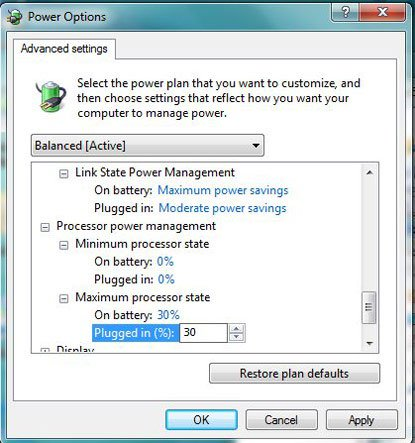 Power Options
Advanced settings
Select the power plan that you want to customize, and
then choose settings that reflect how you want your
computer to manage power.
Balanced [Active]
Link State Power Management
On battery: Maximum power savings
Plugged in: Moderate power savings
Processor power management
Minimum processor state
On battery: 0%
Plugged in: 0%
Maximum processor state
On battery: 30%
Plugged in (%): 30
Display
Restore plan defaults
OK Cancel Apply